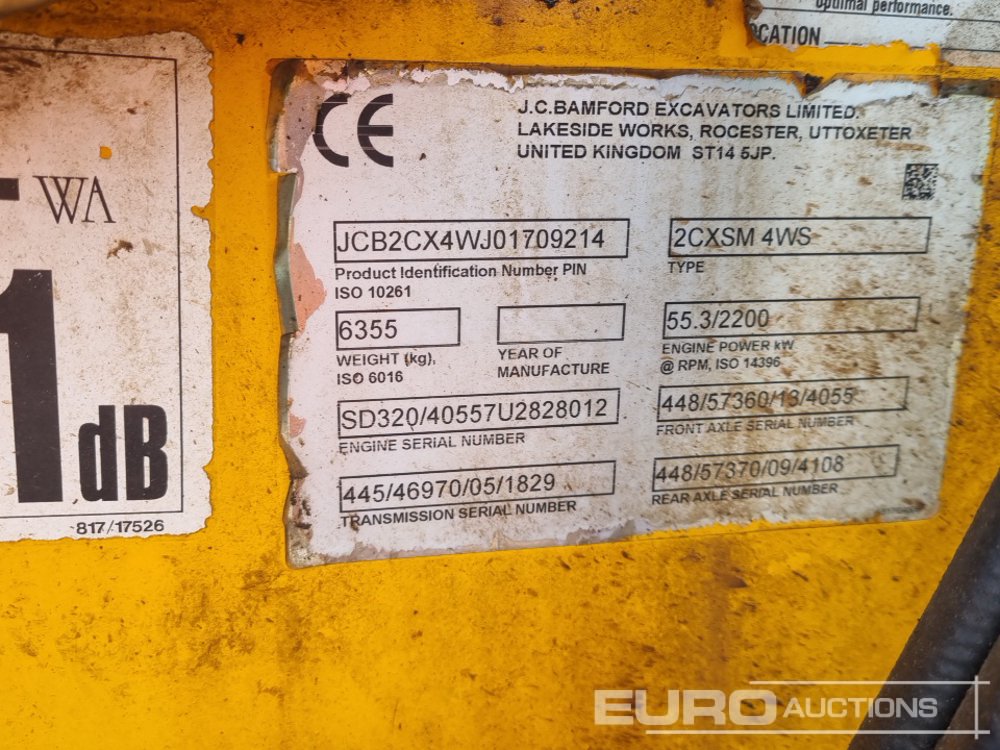 optimal performance.
OCATION
WA
1
dB
817/17526
CE
J.C.BAMFORD EXCAVATORS LIMITED.
LAKESIDE WORKS, ROCESTER, UTTOXETER
UNITED KINGDOM ST14 5JP.
JCB2CX4WJ01709214
Product Identification Number PIN
ISO 10261
2CXSM 4WS
TYPE
6355
WEIGHT (kg),
ISO 6016
YEAR OF
MANUFACTURE
55.3/2200
ENGINE POWER kW
@ RPM, ISO 14396
SD320/40557U2828012
ENGINE SERIAL NUMBER
448/57360/13/4055
FRONT AXLE SERIAL NUMBER
445/46970/05/1829
TRANSMISSION SERIAL NUMBER
448/57370/09/4108
REAR AXLE SERIAL NUMBER
EURO AUCTIONS